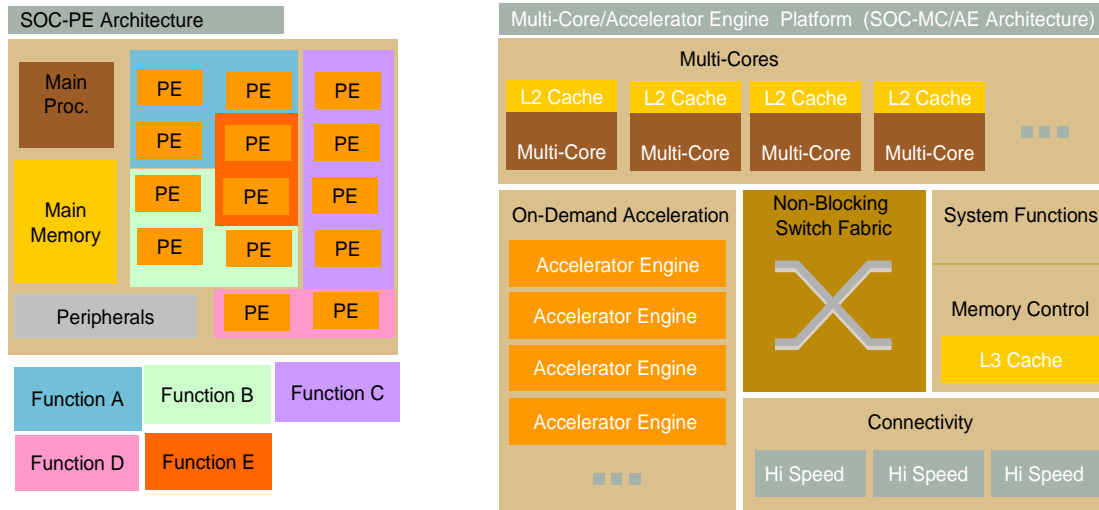 SOC-PE Architecture
Main
Proc.
PE
PE
PE
PE
PE
PE
Main
Memory
PE
PE
PE
PE
PE
PE
Peripherals
PE
PE
Function A
Function B
Function C
Function D
Function E
Multi-Core/Accelerator Engine Platform (SOC-MC/AE Architecture)
Multi-Cores
L2 Cache
L2 Cache
L2 Cache
L2 Cache
Multi-Core
Multi-Core
Multi-Core
Multi-Core
On-Demand Acceleration
Accelerator Engine
Accelerator Engine
Accelerator Engine
Accelerator Engine
Non-Blocking
Switch Fabric
System Functions
Memory Control
L3 Cache
Connectivity
Hi Speed
Hi Speed
Hi Speed